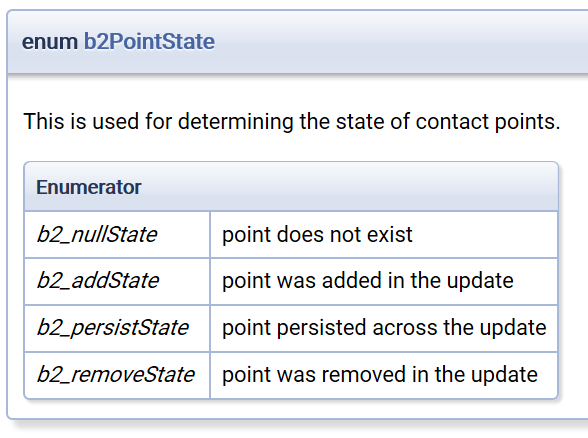 enum b2PointState
This is used for determining the state of contact points.
Enumerator
b2_nullState point does not exist
b2_addState point was added in the update
b2_persistState point persisted across the update
b2_removeState point was removed in the update